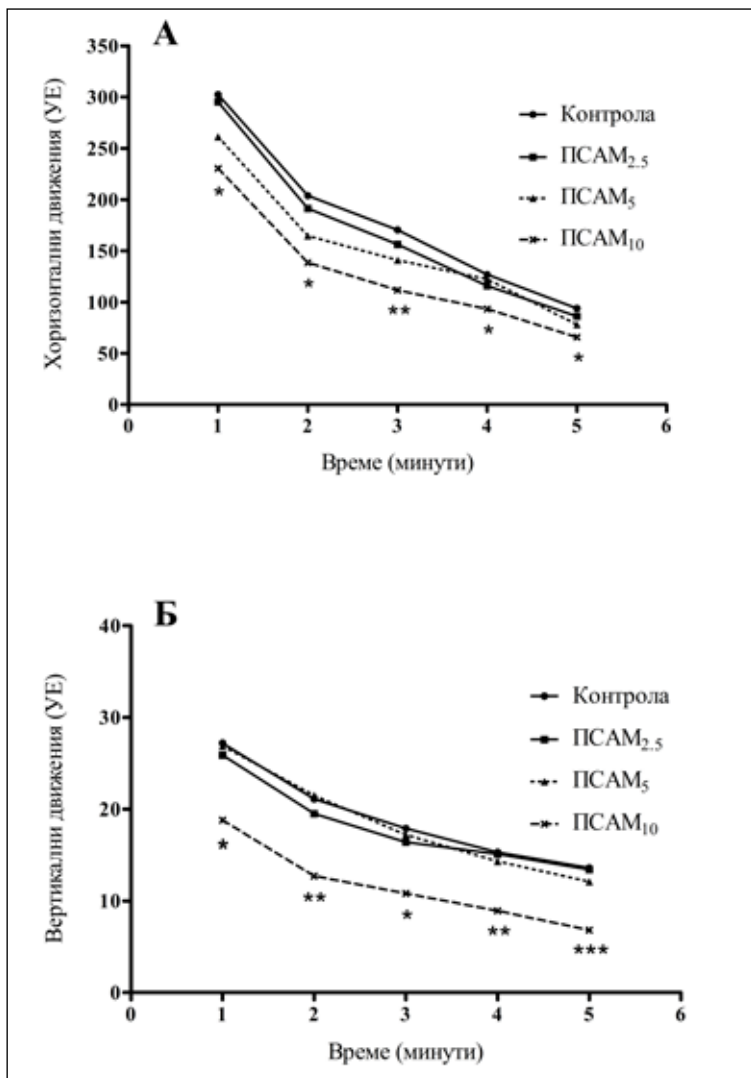 А
350
300
250
200
150
100
50
0
Хоризонтални движения (УЕ)
Контрола
ПСАМ2.5
ПСАМ5
ПСАМ10
*
*
**
*
*
0 1 2 3 4 5 6
Време (минути)
Б
40
30
20
10
0
Вертикални движения (УЕ)
Контрола
ПСАМ2.5
ПСАМ5
ПСАМ10
*
**
*
**
***
0 1 2 3 4 5 6
Време (минути)